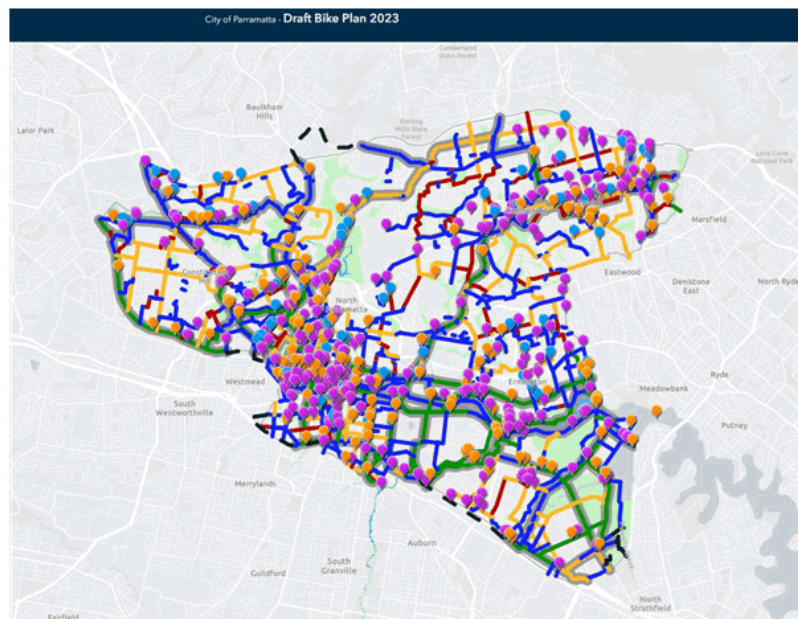 City of Parramatta - Draft Bike Plan 2023
Cumberland
State Forest
Baulkham
Hills
Lalor Park
Darling
Mills State
Forest
Lane Cove
National Park
Marsfield
Eastwood
Denistone
East
North Ryde
North
Westmead
Ryde
Meadowbank
South
Wentworthville
Putney
Merrylands
Auburn
South
Granville
Guildford
North
Strathfield
Fairfield